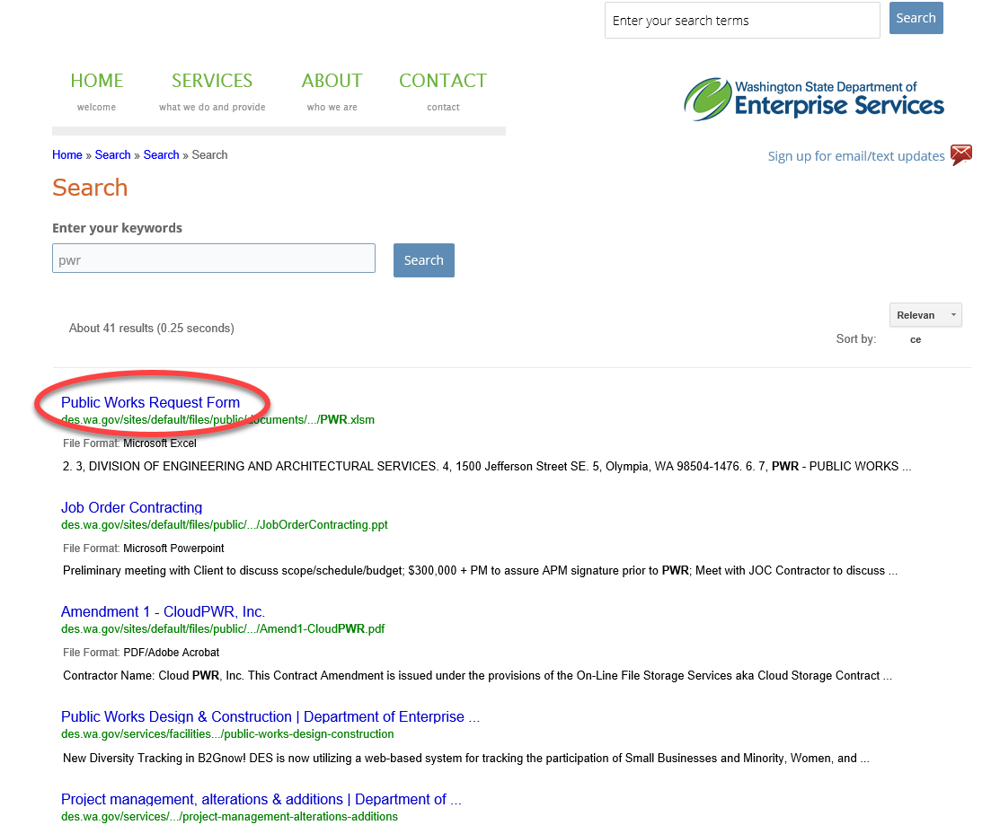 Enter your search terms
Search
HOME SERVICES ABOUT CONTACT
welcome what we do and provide who we are contact
Washington State Department of
Enterprise Services
Home » Search » Search » Search
Sign up for email/text updates
Search
Enter your keywords
pwr
Search
About 41 results (0.25 seconds)
Relevan
Sort by:
ce
Public Works Request Form
des.wa.gov/sites/default/files/public/documents/.../PWR.xlsm
File Format: Microsoft Excel
2. 3, DIVISION OF ENGINEERING AND ARCHITECTURAL SERVICES. 4, 1500 Jefferson Street SE. 5, Olympia, WA 98504-1476. 6. 7, PWR - PUBLIC WORKS ...
Job Order Contracting
des.wa.gov/sites/default/files/public/.../JobOrderContracting.ppt
File Format: Microsoft Powerpoint
Preliminary meeting with Client to discuss scope/schedule/budget; $300,000 + PM to assure APM signature prior to PWR; Meet with JOC Contractor to discuss ...
Amendment 1 - CloudPWR, Inc.
des.wa.gov/sites/default/files/public/.../Amend1-CloudPWR.pdf
File Format: PDF/Adobe Acrobat
Contractor Name: Cloud PWR, Inc. This Contract Amendment is issued under the provisions of the On-Line File Storage Services aka Cloud Storage Contract ...
Public Works Design & Construction | Department of Enterprise ...
des.wa.gov/services/facilities.../public-works-design-construction
New Diversity Tracking in B2Gnow! DES is now utilizing a web-based system for tracking the participation of Small Businesses and Minority, Women, and ...
Project management, alterations & additions | Department of ...
des.wa.gov/services/.../project-management-alterations-additions